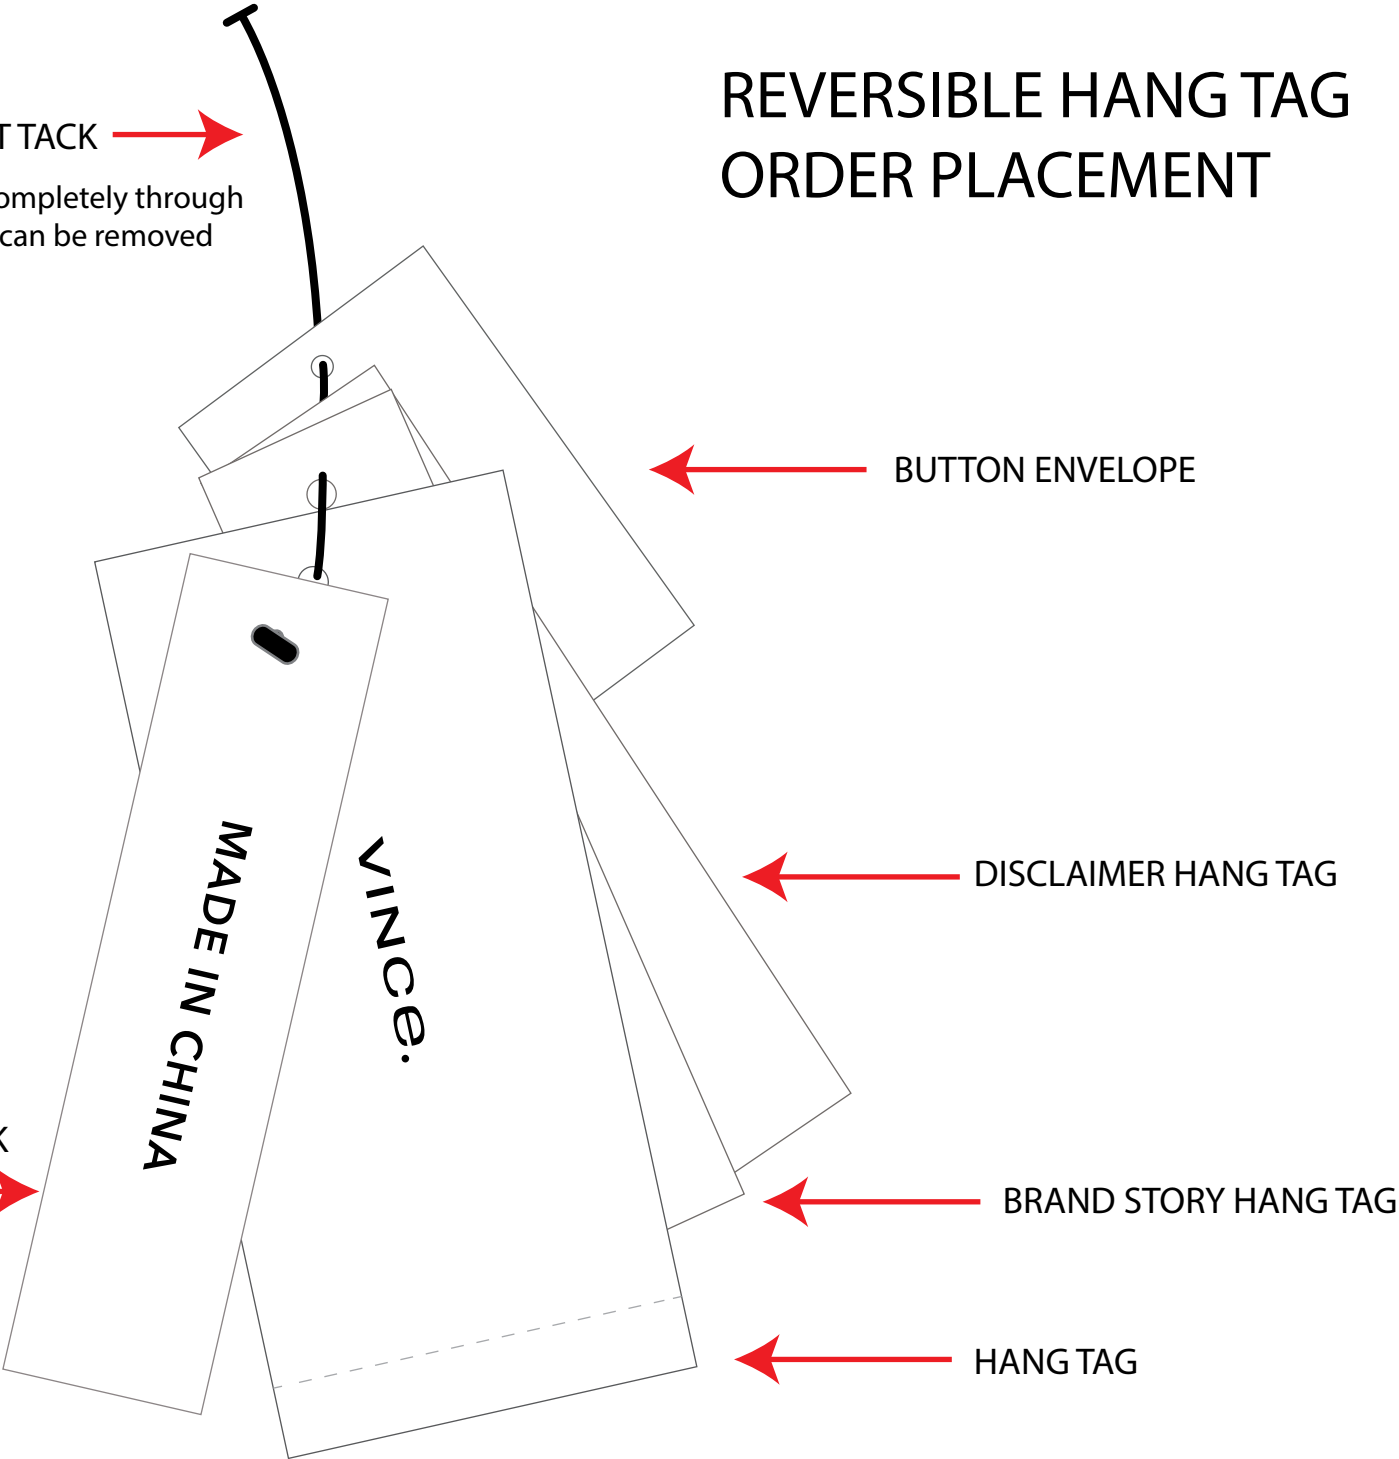 REVERSIBLE HANG TAG
ORDER PLACEMENT
TACK
through
can be removed
BUTTON ENVELOPE
MADE IN CHINA
VINCE.
DISCLAIMER HANG TAG
BRAND STORY HANG TAG
HANG TAG